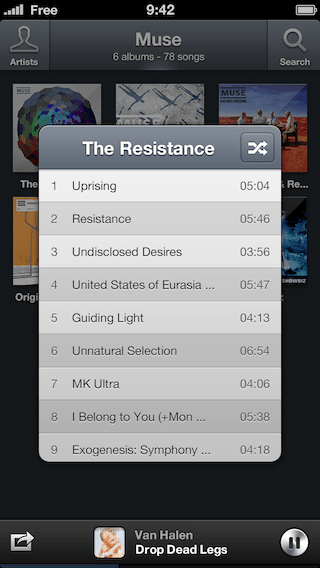 Free
9:42
Artists
Muse
6 albums - 78 songs
Search
MUSE
MUSE
The
& Re...
The Resistance
1 Uprising 05:04
2 Resistance 05:46
3 Undisclosed Desires 03:56
4 United States of Eurasia ... 05:47
5 Guiding Light 04:13
6 Unnatural Selection 06:54
7 MK Ultra 04:06
8 I Belong to You (+Mon ... 05:38
9 Exogenesis: Symphony ... 04:18
Origi
SHOWBIZ
Van Halen
Drop Dead Legs